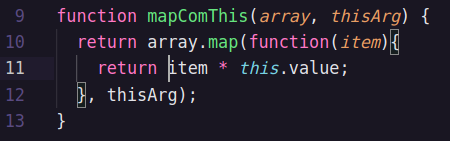 9 function mapComThis(array, thisArg) {
10 return array.map(function(item){
11 return item * this.value;
12 }, thisArg);
13 }